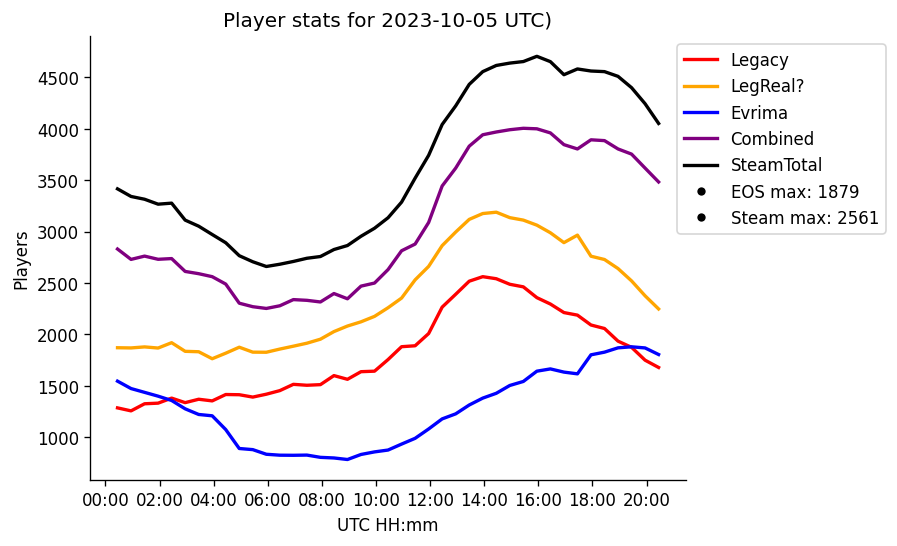 Player stats for 2023-10-05 UTC)
Legacy
LegReal?
Evrima
Combined
SteamTotal
EOS max: 1879
Steam max: 2561
Players
4500
4000
3500
3000
2500
2000
1500
1000
00:00 02:00 04:00 06:00 08:00 10:00 12:00 14:00 16:00 18:00 20:00
UTC HH:mm